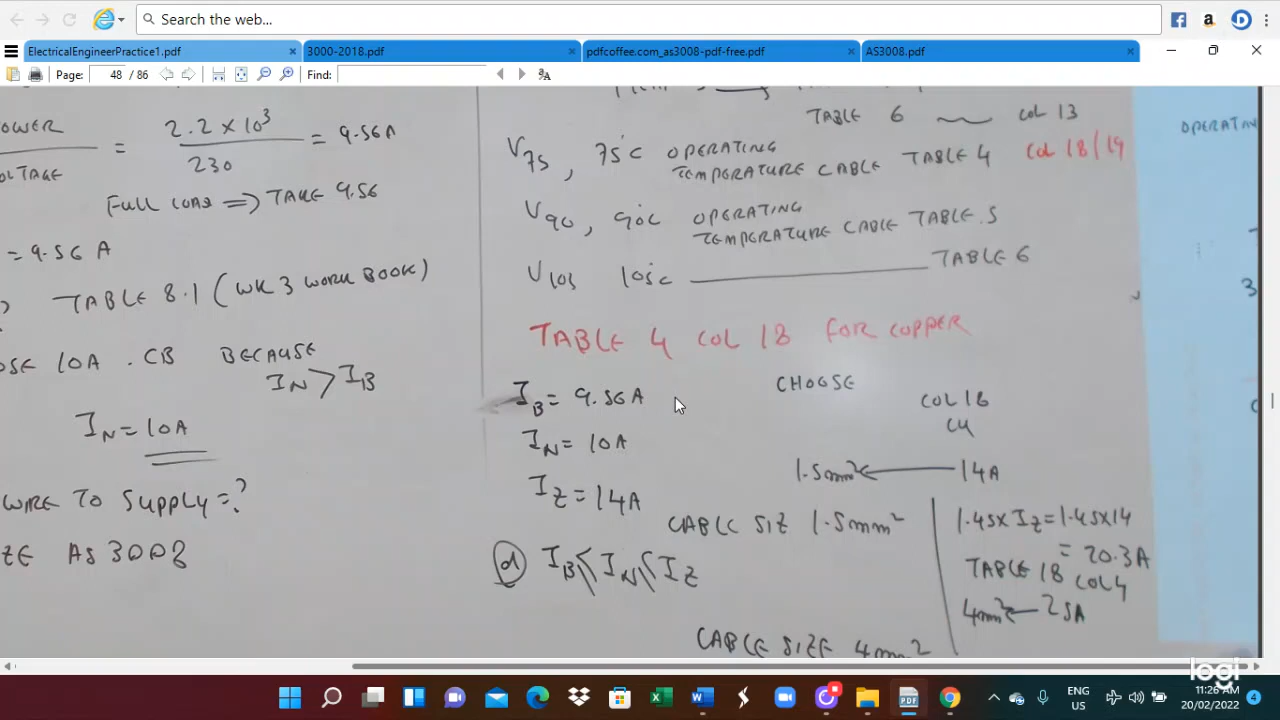 Search the web...
ElectricalEngineerPractice1.pdf
3000-2018.pdf
pdfcoffee.com_as3008-pdf-free.pdf
AS3008.pdf
Page: 48 / 86
Find:
OWER
OLTAGE
= 2.2 × 10³ / 230 = 9.56A
FULL LOAD ⇒ TAKE 9.56
= 9.56 A
TABLE 8.1 (WK 3 WORK BOOK)
OSE 10A . CB BECAUSE
IN > IB
IN = 10A
WIRE TO SUPPLY = ?
ZE AS 3008
TABLE 6 COL 13
V75, 75°C OPERATING
TEMPERATURE CABLE TABLE 4 COL 18/19
V90, 90°C OPERATING
TEMPERATURE CABLE TABLE 5
V105 105°C TABLE 6
TABLE 4 COL 18 FOR COPPER
IB = 9.56A
CHOOSE
COL 18
CU
IN = 10A
1.5mm² ← 14A
IZ = 14A
CABLE SIZ 1.5mm²
1.45×IZ = 1.45×14
= 20.3A
(d) IB ≤ IN ≤ IZ
TABLE 18 COL 4
4mm² ← 25A
CABLE SIZE 4mm²
OPERATIN
3
logi
ENG
US
11:26 AM
20/02/2022
4